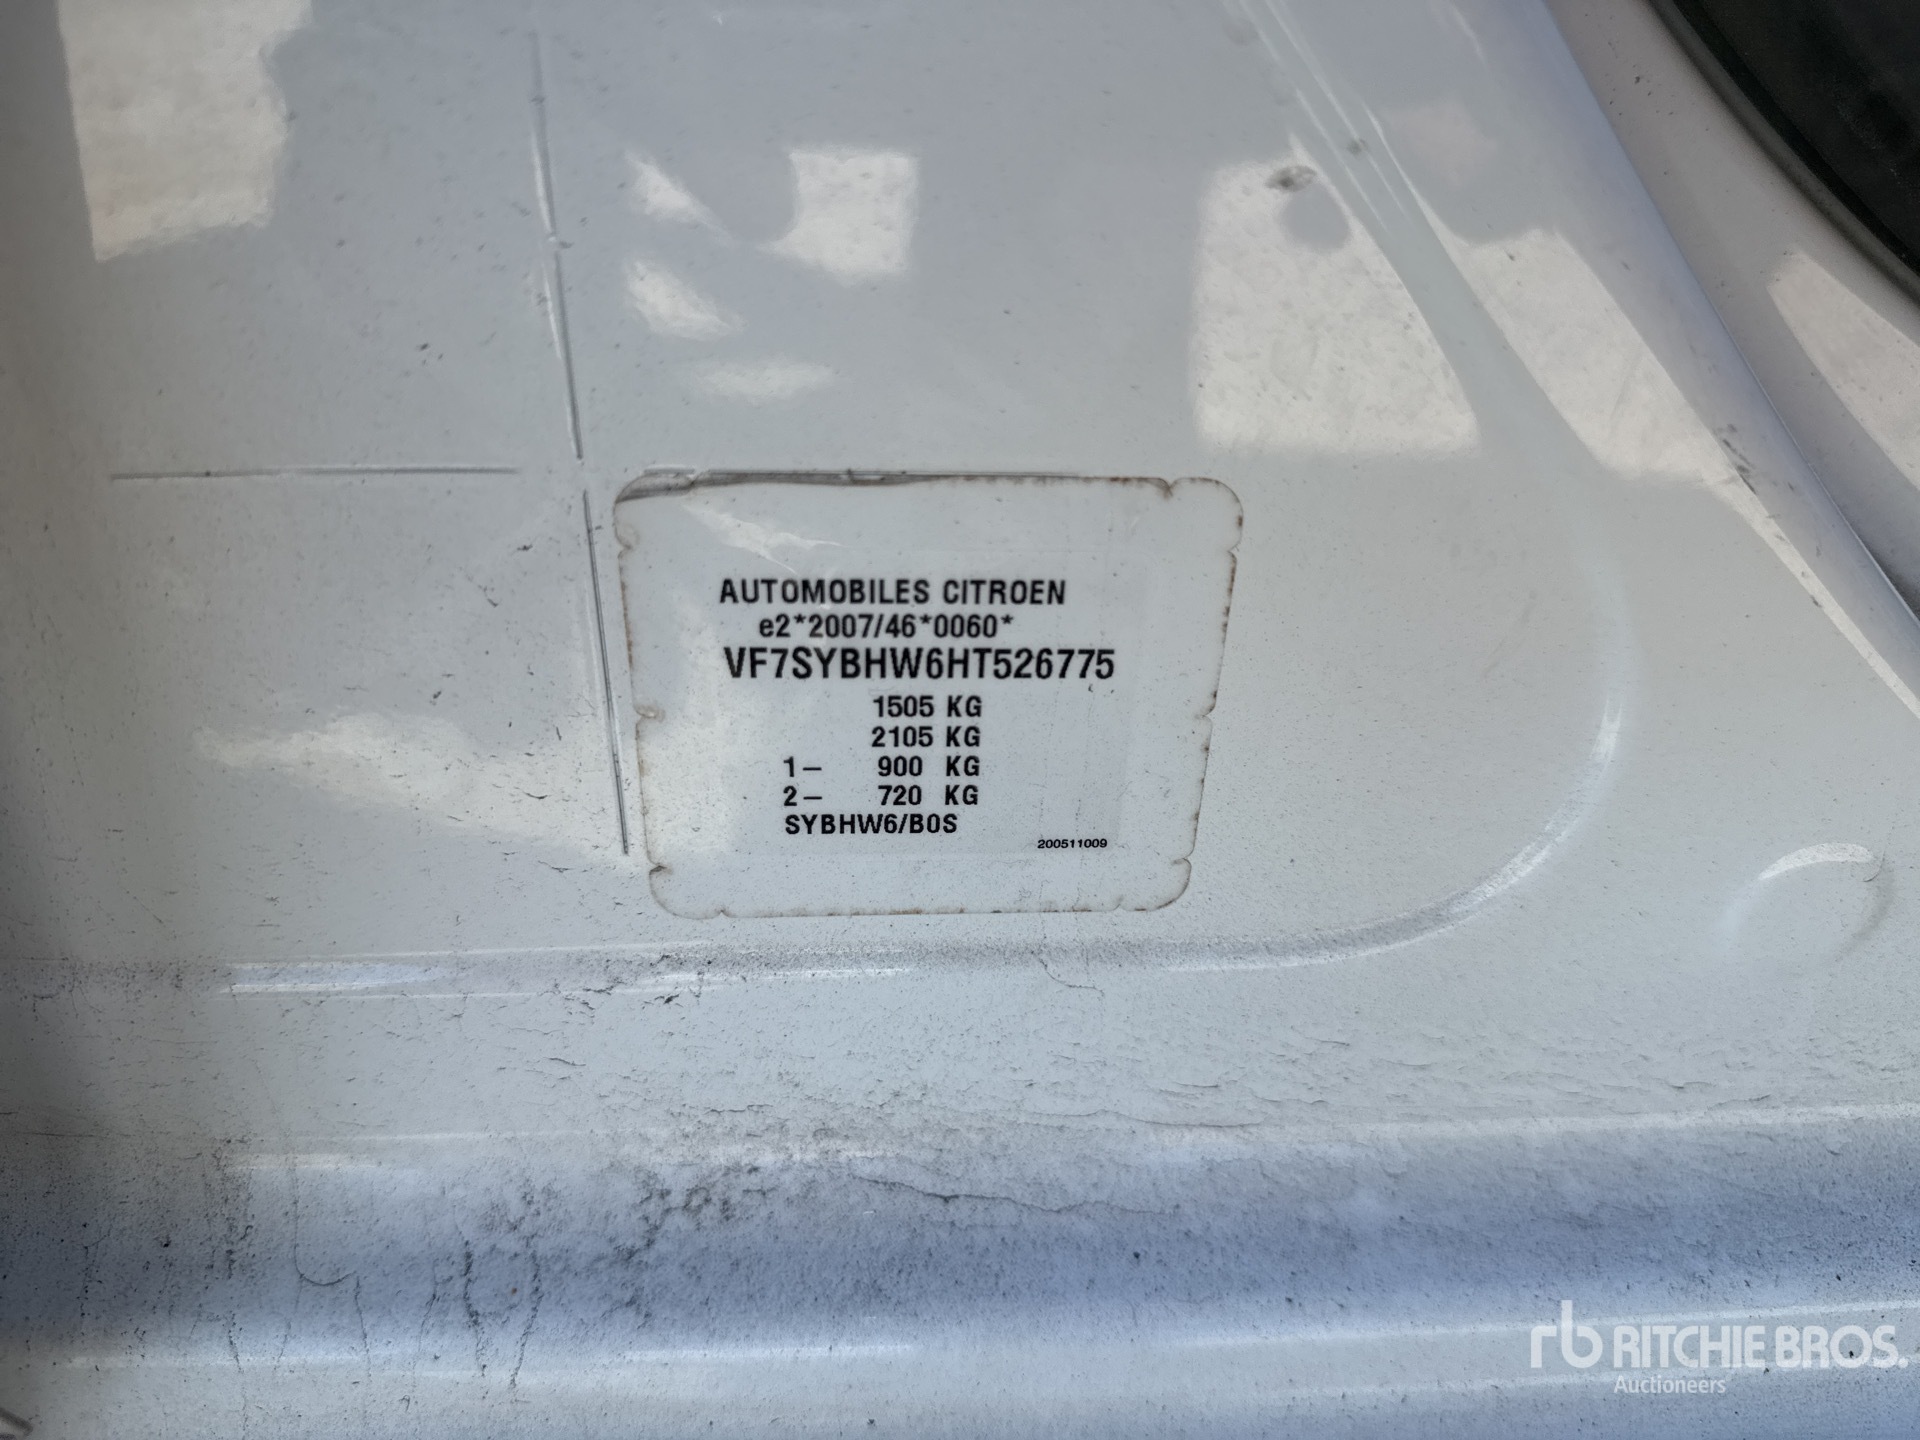 AUTOMOBILES CITROEN
e2*2007/46*0060*
VF7SYBHW6HT526775
1505 KG
2105 KG
1– 900 KG
2– 720 KG
SYBHW6/B0S
200511009
rb RITCHIE BROS.
Auctioneers